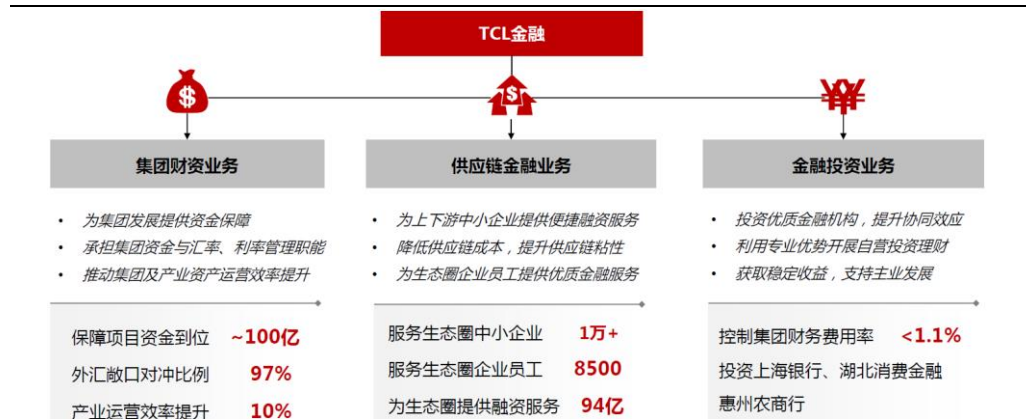 TCL金融
集团财资业务
• 为集团发展提供资金保障
• 承担集团资金与汇率、利率管理职能
• 推动集团及产业资产运营效率提升
保障项目资金到位 ~100亿
外汇敞口对冲比例 97%
产业运营效率提升 10%
供应链金融业务
• 为上下游中小企业提供便捷融资服务
• 降低供应链成本，提升供应链粘性
• 为生态圈企业员工提供优质金融服务
服务生态圈中小企业 1万+
服务生态圈企业员工 8500
为生态圈提供融资服务 94亿
金融投资业务
• 投资优质金融机构，提升协同效应
• 利用专业优势开展自营投资理财
• 获取稳定收益，支持主业发展
控制集团财务费用率 <1.1%
投资上海银行、湖北消费金融
惠州农商行